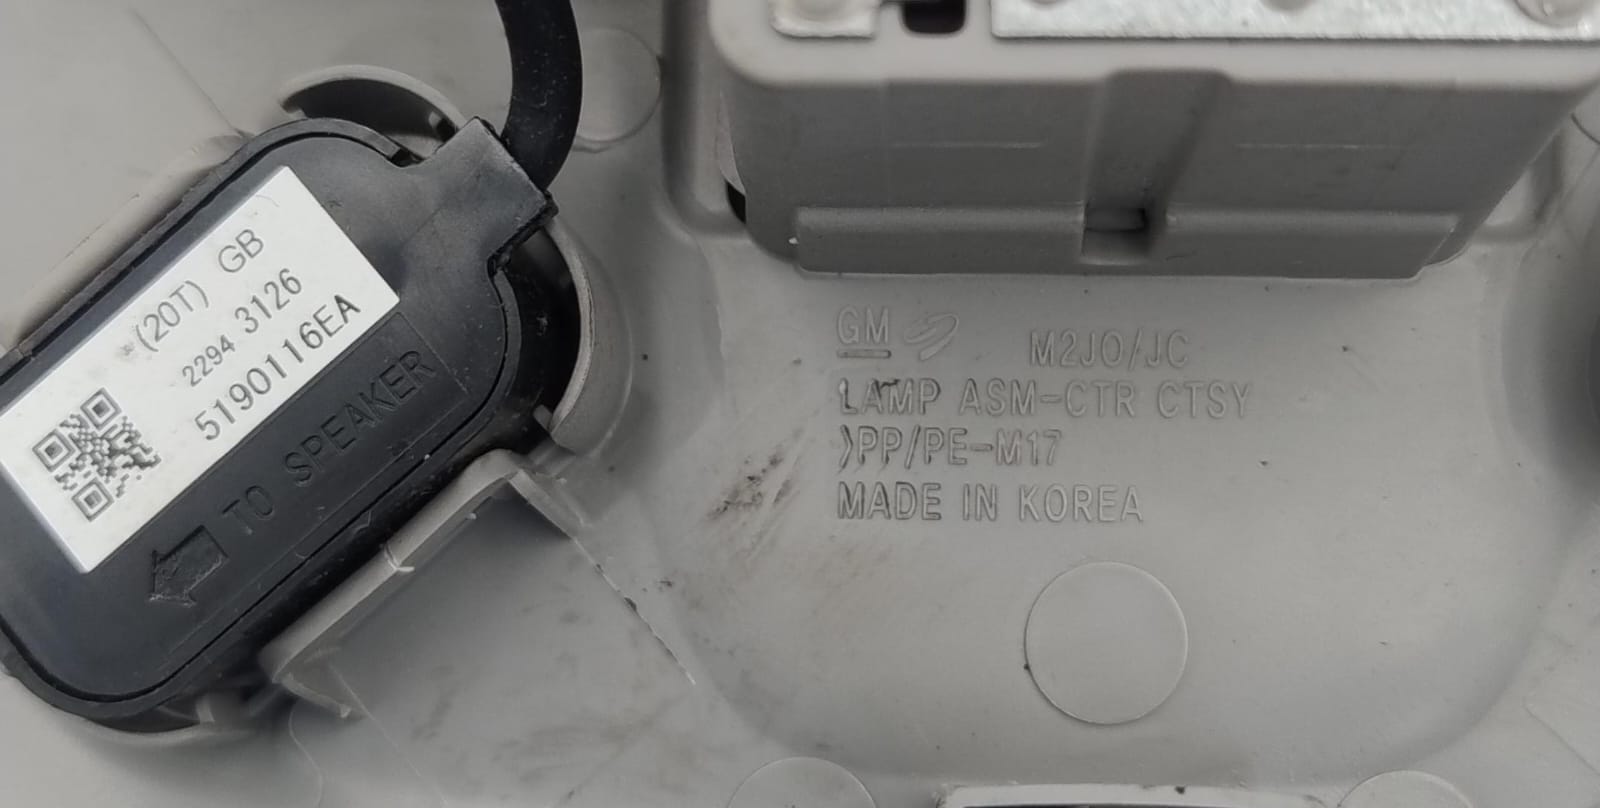 (20T) GB
2294 3126
5190116EA
TO SPEAKER
GM M2JO/JC
LAMP ASM-CTR CTSY
>PP/PE-M17
MADE IN KOREA